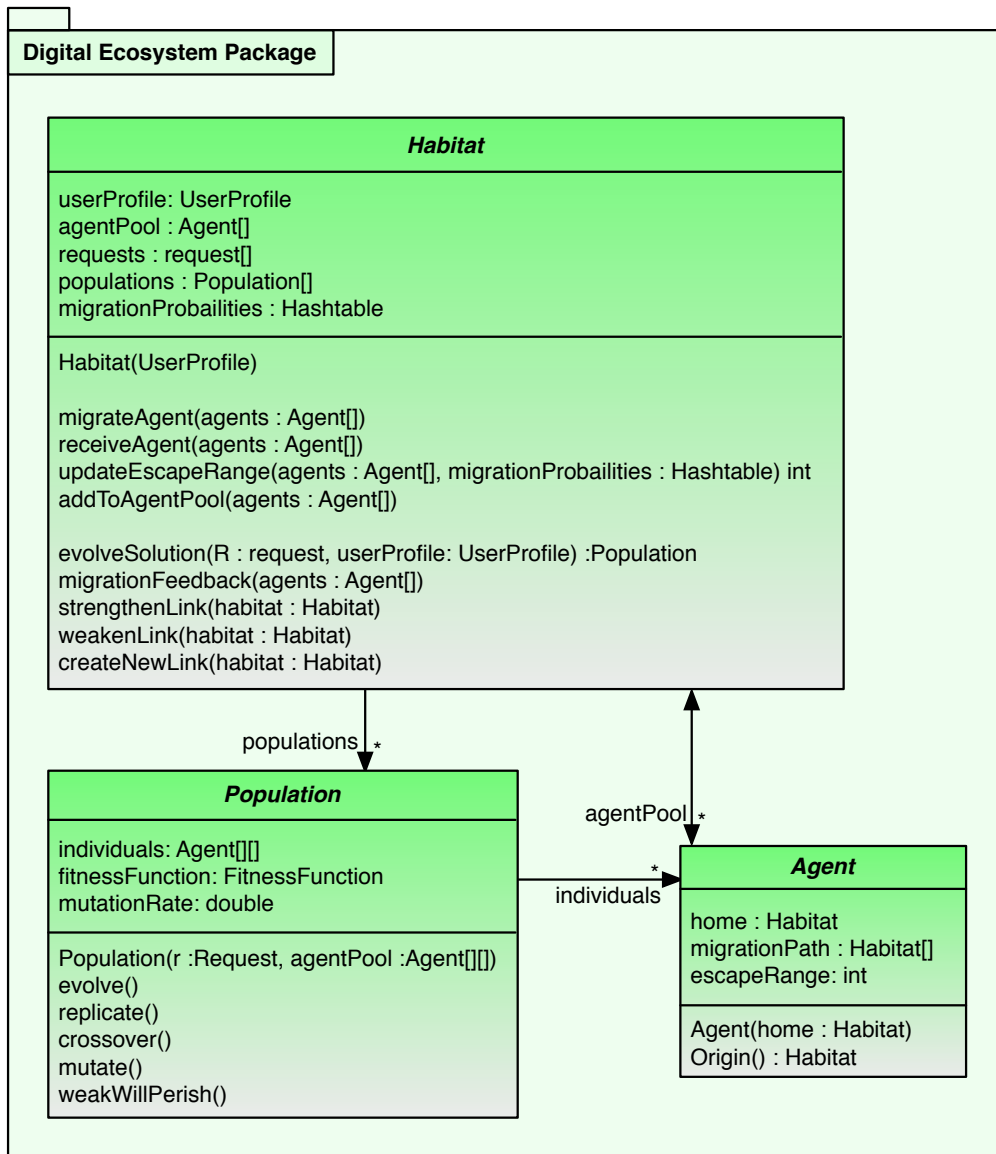 Digital Ecosystem Package
Habitat
userProfile: UserProfile
agentPool : Agent[]
requests : request[]
populations : Population[]
migrationProbailities : Hashtable
Habitat(UserProfile)
migrateAgent(agents : Agent[])
receiveAgent(agents : Agent[])
updateEscapeRange(agents : Agent[], migrationProbailities : Hashtable) int
addToAgentPool(agents : Agent[])
evolveSolution(R : request, userProfile: UserProfile) :Population
migrationFeedback(agents : Agent[])
strengthenLink(habitat : Habitat)
weakenLink(habitat : Habitat)
createNewLink(habitat : Habitat)
populations *
agentPool *
Population
individuals: Agent[][]
fitnessFunction: FitnessFunction
mutationRate: double
Population(r :Request, agentPool :Agent[][])
evolve()
replicate()
crossover()
mutate()
weakWillPerish()
*
individuals
Agent
home : Habitat
migrationPath : Habitat[]
escapeRange: int
Agent(home : Habitat)
Origin() : Habitat